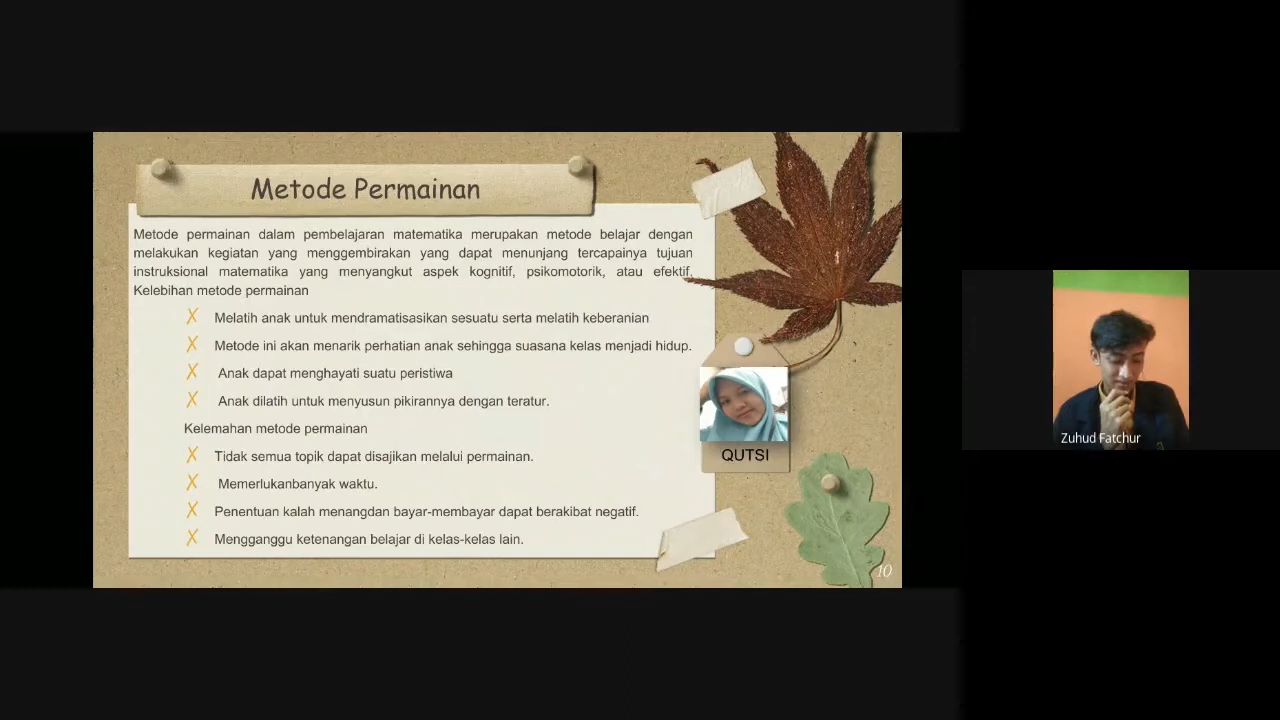 Metode Permainan
Metode permainan dalam pembelajaran matematika merupakan metode belajar dengan
melakukan kegiatan yang menggembirakan yang dapat menunjang tercapainya tujuan
instruksional matematika yang menyangkut aspek kognitif, psikomotorik, atau efektif.
Kelebihan metode permainan
Melatih anak untuk mendramatisasikan sesuatu serta melatih keberanian
Metode ini akan menarik perhatian anak sehingga suasana kelas menjadi hidup.
Anak dapat menghayati suatu peristiwa
Anak dilatih untuk menyusun pikirannya dengan teratur.
Kelemahan metode permainan
Tidak semua topik dapat disajikan melalui permainan.
Memerlukanbanyak waktu.
Penentuan kalah menangdan bayar-membayar dapat berakibat negatif.
Mengganggu ketenangan belajar di kelas-kelas lain.
QUTSI
10
Zuhud Fatchur